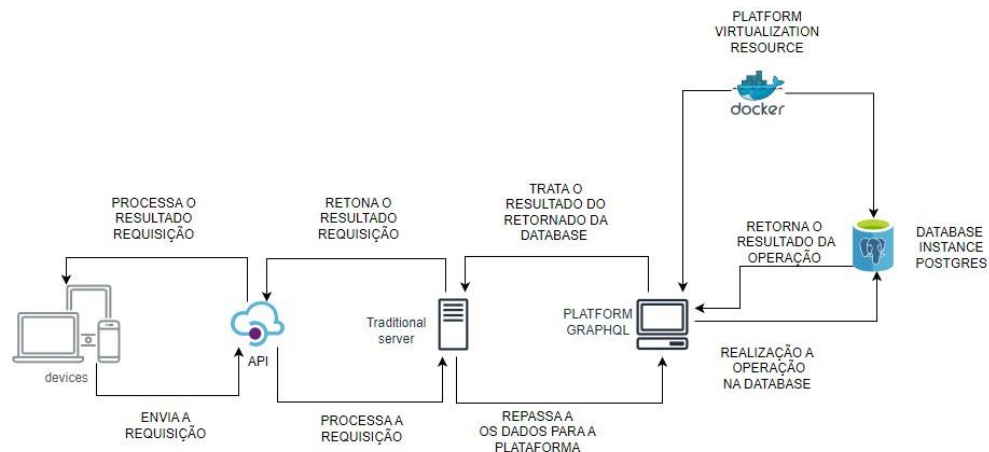 PLATFORM
VIRTUALIZATION
RESOURCE
docker
PROCESSA O
RESULTADO
REQUISIÇÃO
RETONA O
RESULTADO
REQUISIÇÃO
TRATA O
RESULTADO DO
RETORNADO DA
DATABASE
RETORNA O
RESULTADO DA
OPERAÇÃO
DATABASE
INSTANCE
POSTGRES
devices
API
Traditional
server
PLATFORM
GRAPHQL
ENVIA A
REQUISIÇÃO
PROCESSA A
REQUISIÇÃO
REPASSA A
OS DADOS PARA A
PLATAFORMA
REALIZAÇÃO A
OPERAÇÃO
NA DATABASE